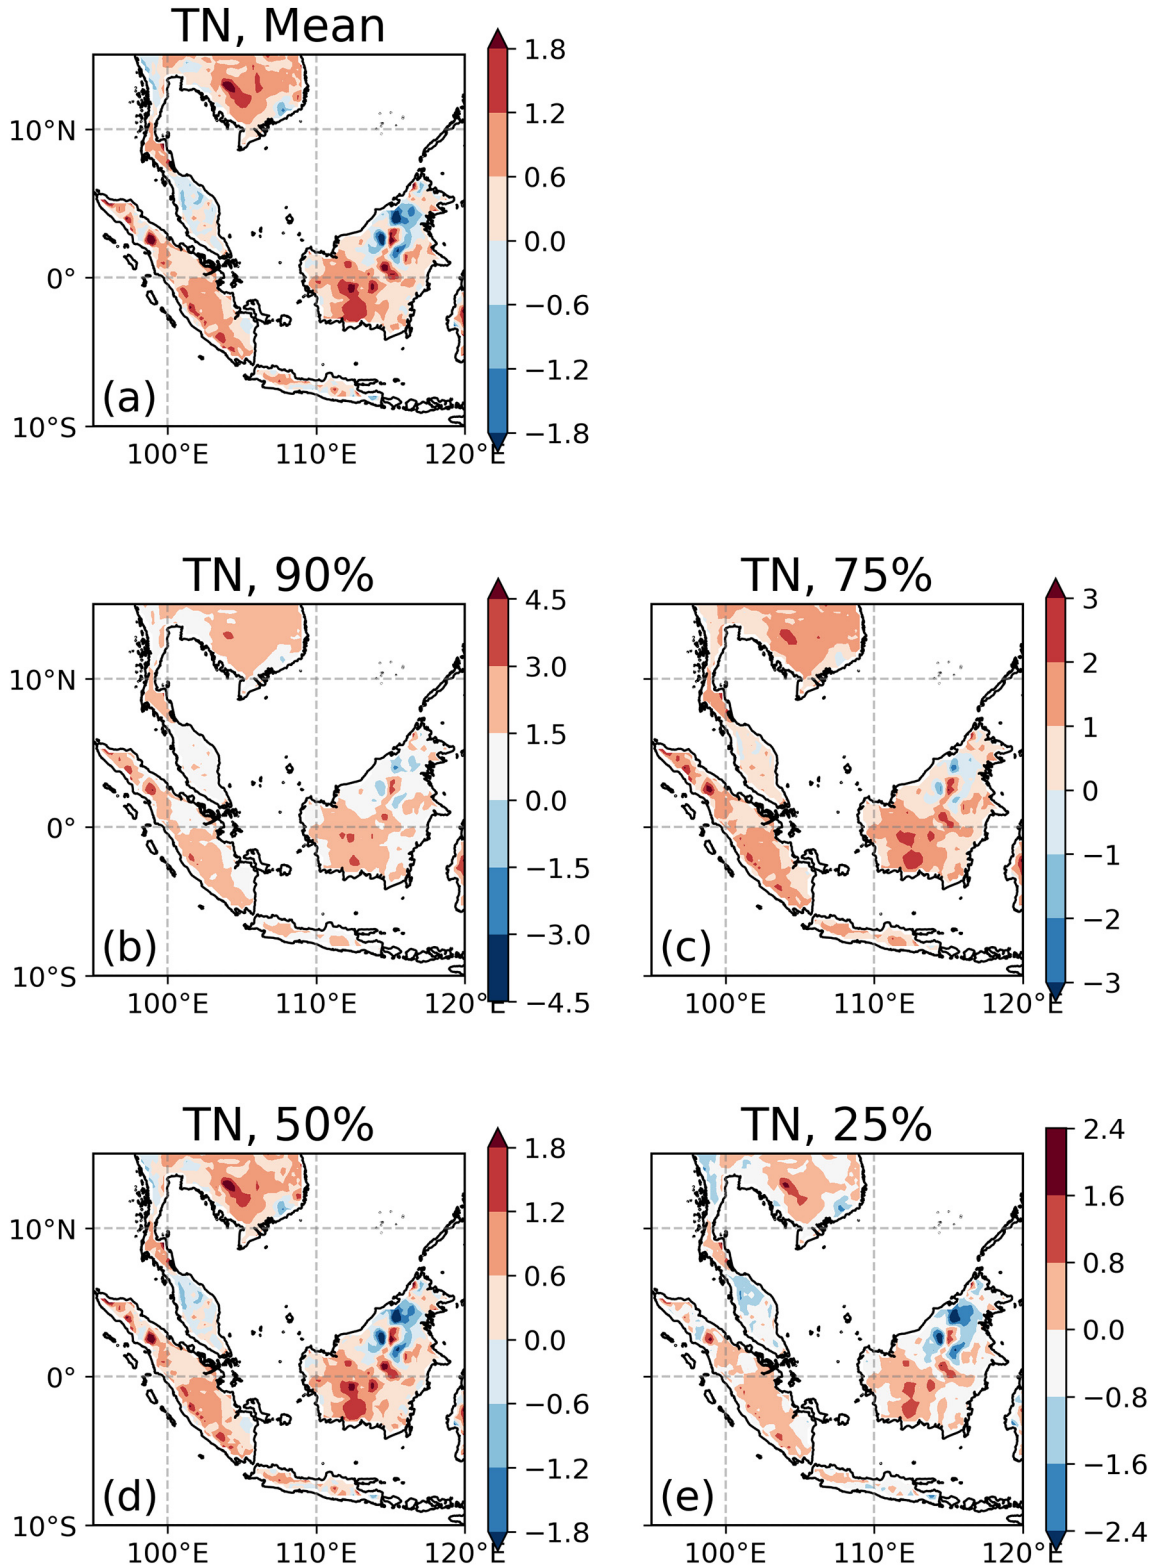 TN, Mean
1.8
1.2
0.6
0.0
−0.6
−1.2
−1.8
10°N
0°
10°S
(a)
100°E 110°E 120°E
TN, 90%
4.5
3.0
1.5
0.0
−1.5
−3.0
−4.5
10°N
0°
10°S
(b)
100°E 110°E 120°E
TN, 75%
3
2
1
0
−1
−2
−3
(c)
100°E 110°E 120°E
TN, 50%
1.8
1.2
0.6
0.0
−0.6
−1.2
−1.8
10°N
0°
10°S
(d)
100°E 110°E 120°E
TN, 25%
2.4
1.6
0.8
0.0
−0.8
−1.6
−2.4
(e)
100°E 110°E 120°E